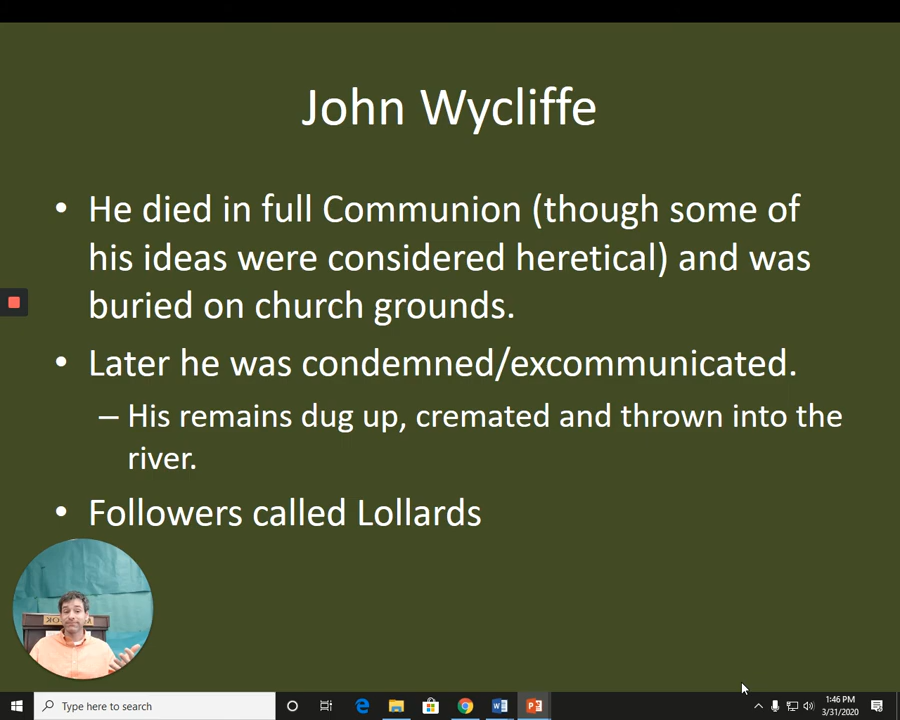 John Wycliffe
• He died in full Communion (though some of
his ideas were considered heretical) and was
buried on church grounds.
• Later he was condemned/excommunicated.
– His remains dug up, cremated and thrown into the
river.
• Followers called Lollards
Type here to search
1:46 PM
3/31/2020